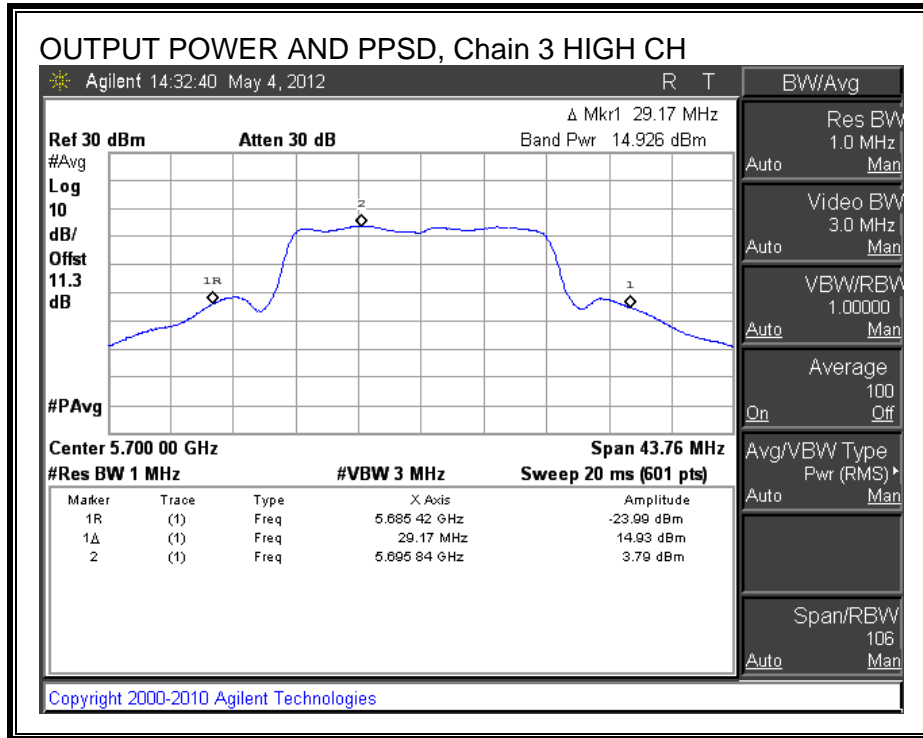 OUTPUT POWER AND PPSD, Chain 3 HIGH CH
Agilent 14:32:40 May 4, 2012 R T
Δ Mkr1 29.17 MHz
Ref 30 dBm Atten 30 dB Band Pwr 14.926 dBm
#Avg
Log
10
dB/
Offst
11.3
dB
2
1R
1
#PAvg
Center 5.700 00 GHz Span 43.76 MHz
#Res BW 1 MHz #VBW 3 MHz Sweep 20 ms (601 pts)
Marker Trace Type X Axis Amplitude
1R (1) Freq 5.685 42 GHz -23.99 dBm
1Δ (1) Freq 29.17 MHz 14.93 dBm
2 (1) Freq 5.695 84 GHz 3.79 dBm
Copyright 2000-2010 Agilent Technologies
BW/Avg
Res BW
1.0 MHz
Auto Man
Video BW
3.0 MHz
Auto Man
VBW/RBW
1.00000
Auto Man
Average
100
On Off
Avg/VBW Type
Pwr (RMS)
Auto Man
Span/RBW
106
Auto Man